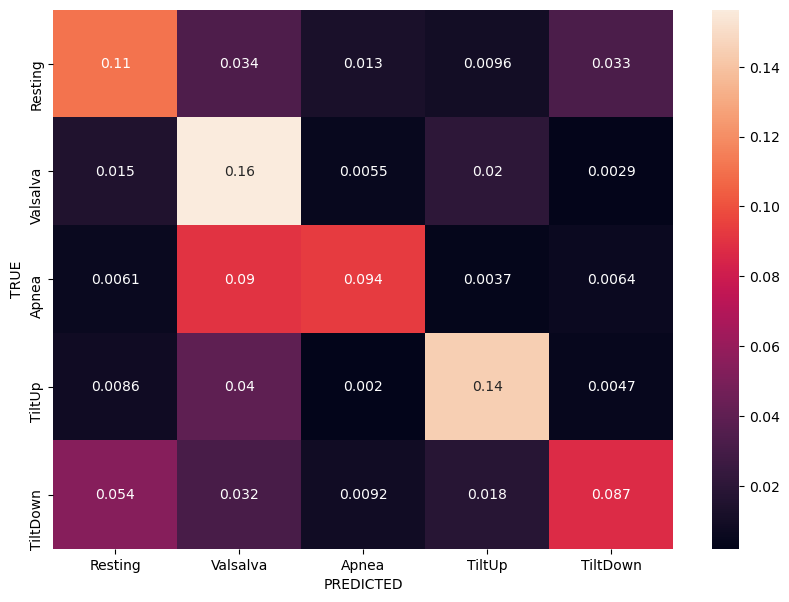 Resting 0.11 0.034 0.013 0.0096 0.033
Valsalva 0.015 0.16 0.0055 0.02 0.0029
Apnea 0.0061 0.09 0.094 0.0037 0.0064
TiltUp 0.0086 0.04 0.002 0.14 0.0047
TiltDown 0.054 0.032 0.0092 0.018 0.087
TRUE
Resting Valsalva Apnea TiltUp TiltDown
PREDICTED
0.14
0.12
0.10
0.08
0.06
0.04
0.02